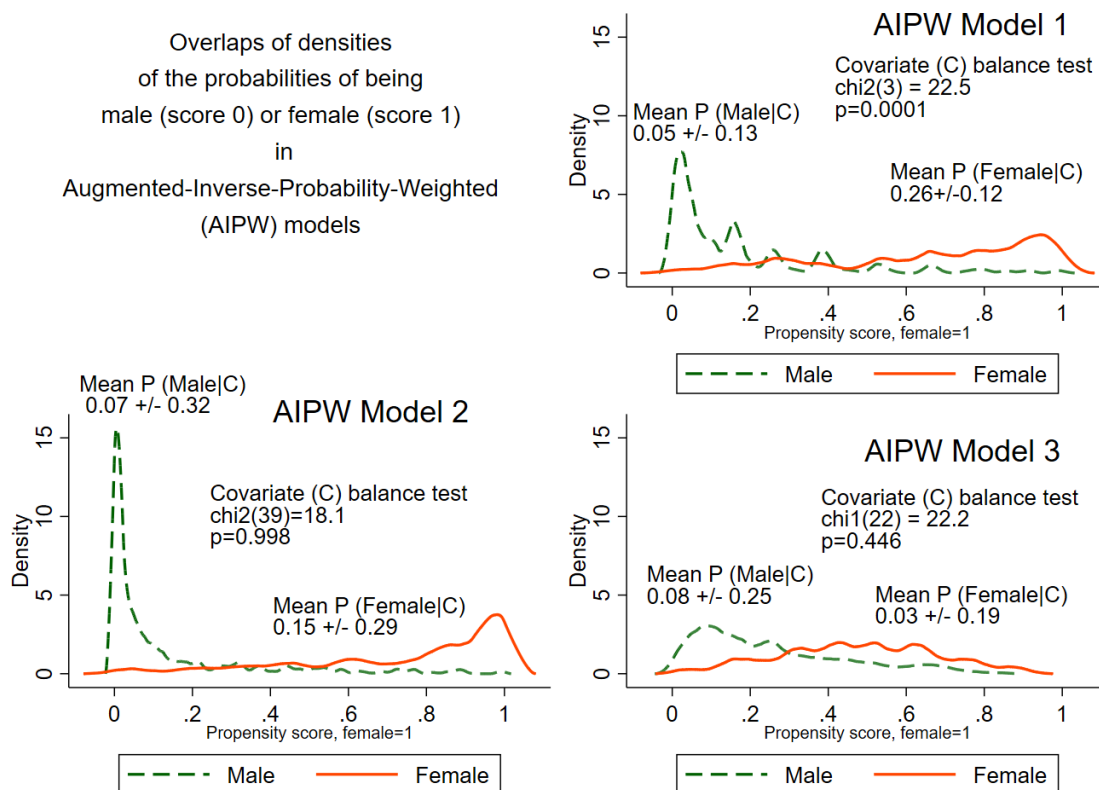 Overlaps of densities
of the probabilities of being
male (score 0) or female (score 1)
in
Augmented-Inverse-Probability-Weighted
(AIPW) models
AIPW Model 1
Covariate (C) balance test
chi2(3) = 22.5
p=0.0001
Mean P (Male|C)
0.05 +/- 0.13
Mean P (Female|C)
0.26+/-0.12
Density
15
10
5
0
0 .2 .4 .6 .8 1
Propensity score, female=1
Male Female
Mean P (Male|C)
0.07 +/- 0.32
AIPW Model 2
Covariate (C) balance test
chi2(39)=18.1
p=0.998
Mean P (Female|C)
0.15 +/- 0.29
Density
15
10
5
0
0 .2 .4 .6 .8 1
Propensity score, female=1
Male Female
AIPW Model 3
Covariate (C) balance test
chi1(22) = 22.2
p=0.446
Mean P (Male|C)
0.08 +/- 0.25
Mean P (Female|C)
0.03 +/- 0.19
Density
15
10
5
0
0 .2 .4 .6 .8 1
Propensity score, female=1
Male Female